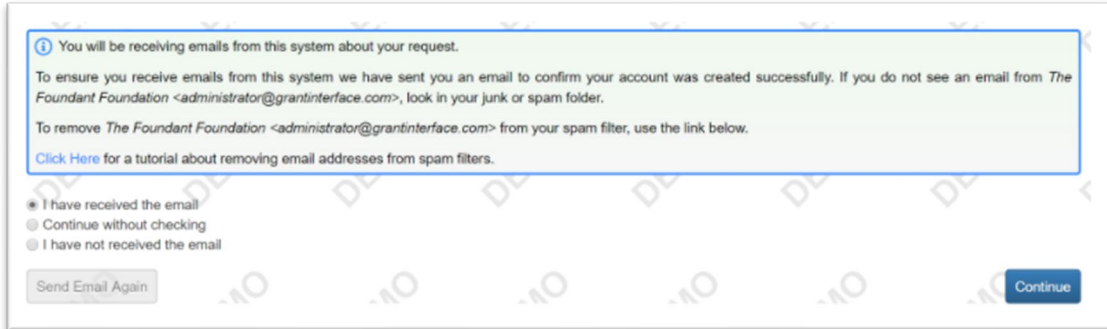 You will be receiving emails from this system about your request.
To ensure you receive emails from this system we have sent you an email to confirm your account was created successfully. If you do not see an email from The
Foundant Foundation <administrator@grantinterface.com>, look in your junk or spam folder.
To remove The Foundant Foundation <administrator@grantinterface.com> from your spam filter, use the link below.
Click Here for a tutorial about removing email addresses from spam filters.
I have received the email
Continue without checking
I have not received the email
Send Email Again
Continue